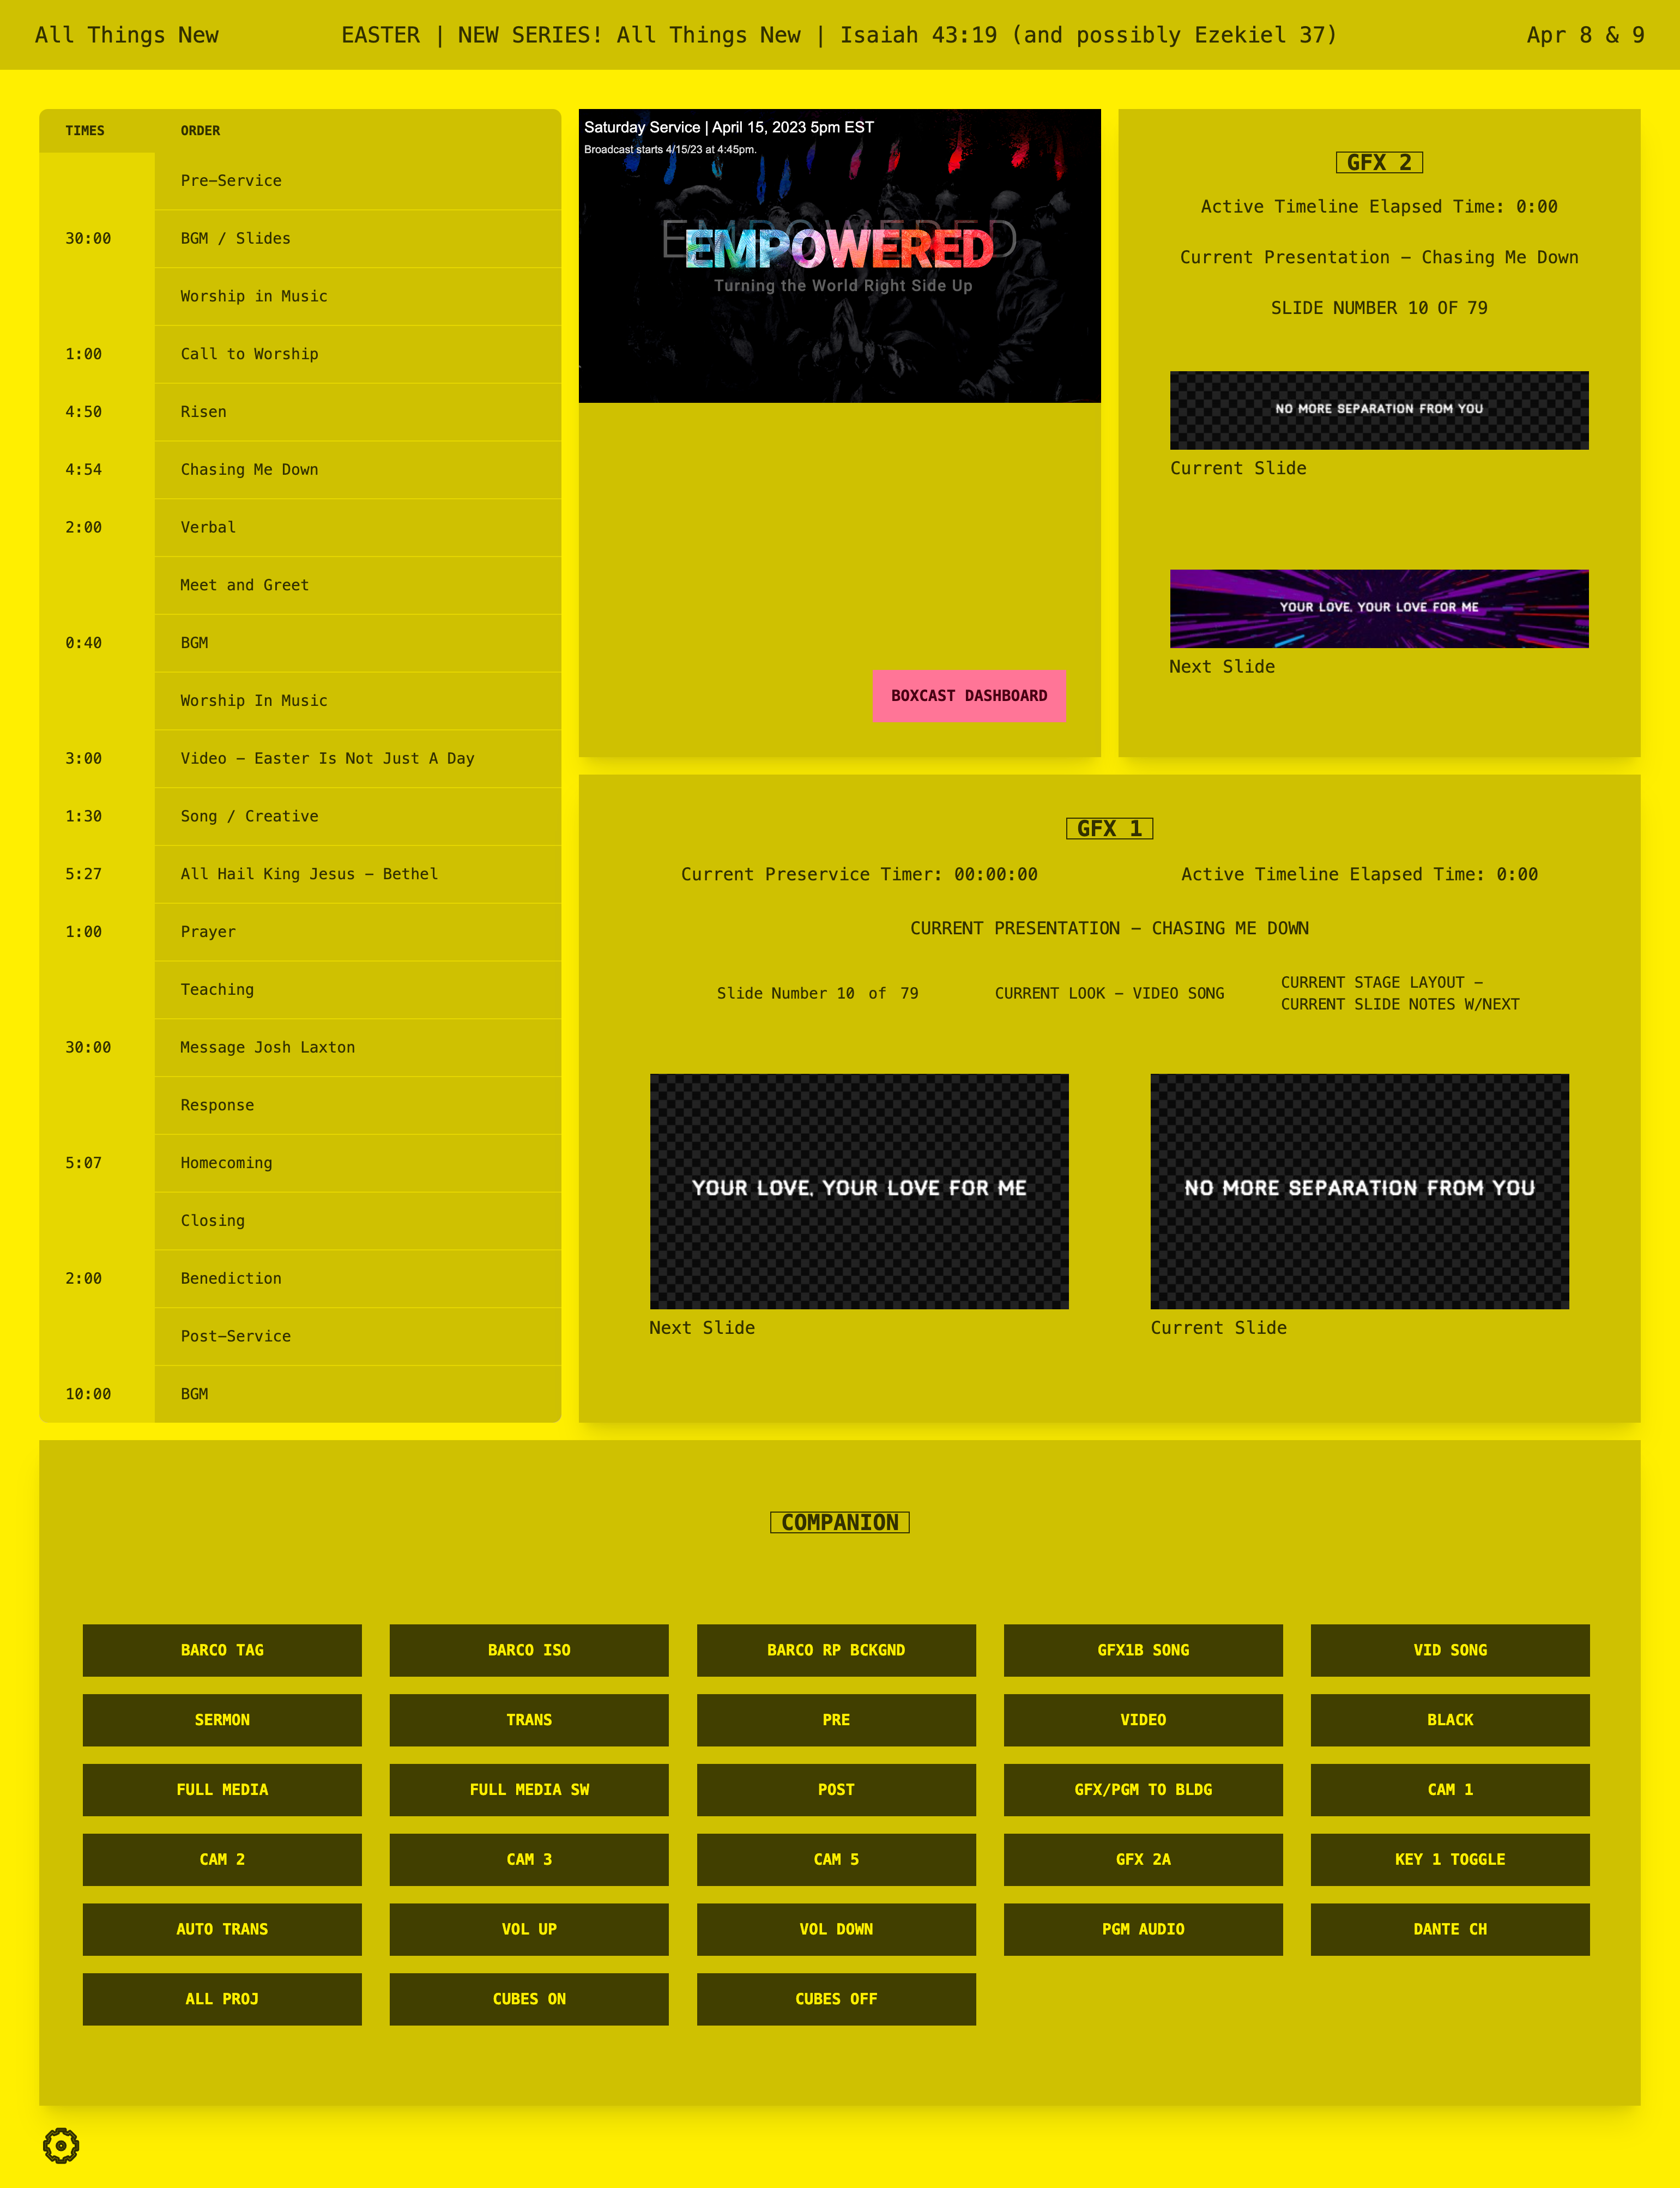 All Things New
EASTER | NEW SERIES! All Things New | Isaiah 43:19 (and possibly Ezekiel 37)
Apr 8 & 9
TIMES ORDER
Pre-Service
30:00 BGM / Slides
Worship in Music
1:00 Call to Worship
4:50 Risen
4:54 Chasing Me Down
2:00 Verbal
Meet and Greet
0:40 BGM
Worship In Music
3:00 Video - Easter Is Not Just A Day
1:30 Song / Creative
5:27 All Hail King Jesus - Bethel
1:00 Prayer
Teaching
30:00 Message Josh Laxton
Response
5:07 Homecoming
Closing
2:00 Benediction
Post-Service
10:00 BGM
Saturday Service | April 15, 2023 5pm EST
Broadcast starts 4/15/23 at 4:45pm.
EMPOWERED
EMPOWERED
Turning the World Right Side Up
BOXCAST DASHBOARD
GFX 2
Active Timeline Elapsed Time: 0:00
Current Presentation - Chasing Me Down
SLIDE NUMBER 10 OF 79
NO MORE SEPARATION FROM YOU
Current Slide
YOUR LOVE, YOUR LOVE FOR ME
Next Slide
GFX 1
Current Preservice Timer: 00:00:00
Active Timeline Elapsed Time: 0:00
CURRENT PRESENTATION - CHASING ME DOWN
Slide Number 10 of 79
CURRENT LOOK - VIDEO SONG
CURRENT STAGE LAYOUT -
CURRENT SLIDE NOTES W/NEXT
YOUR LOVE, YOUR LOVE FOR ME
Next Slide
NO MORE SEPARATION FROM YOU
Current Slide
COMPANION
BARCO TAG
BARCO ISO
BARCO RP BCKGND
GFX1B SONG
VID SONG
SERMON
TRANS
PRE
VIDEO
BLACK
FULL MEDIA
FULL MEDIA SW
POST
GFX/PGM TO BLDG
CAM 1
CAM 2
CAM 3
CAM 5
GFX 2A
KEY 1 TOGGLE
AUTO TRANS
VOL UP
VOL DOWN
PGM AUDIO
DANTE CH
ALL PROJ
CUBES ON
CUBES OFF